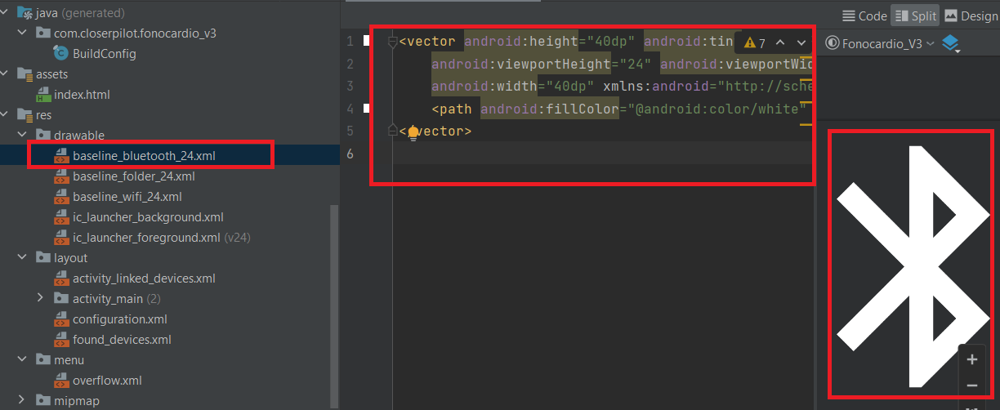 java (generated)
com.closerpilot.fonocardio_v3
BuildConfig
assets
index.html
res
drawable
baseline_bluetooth_24.xml
baseline_folder_24.xml
baseline_wifi_24.xml
ic_launcher_background.xml
ic_launcher_foreground.xml (v24)
layout
activity_linked_devices.xml
activity_main (2)
configuration.xml
found_devices.xml
menu
overflow.xml
mipmap
1 <vector android:height="40dp" android:tin 7
2 android:viewportHeight="24" android:viewportWid
3 android:width="40dp" xmlns:android="http://sche
4 <path android:fillColor="@android:color/white"
5 </vector>
6
Code Split Design
Fonocardio_V3